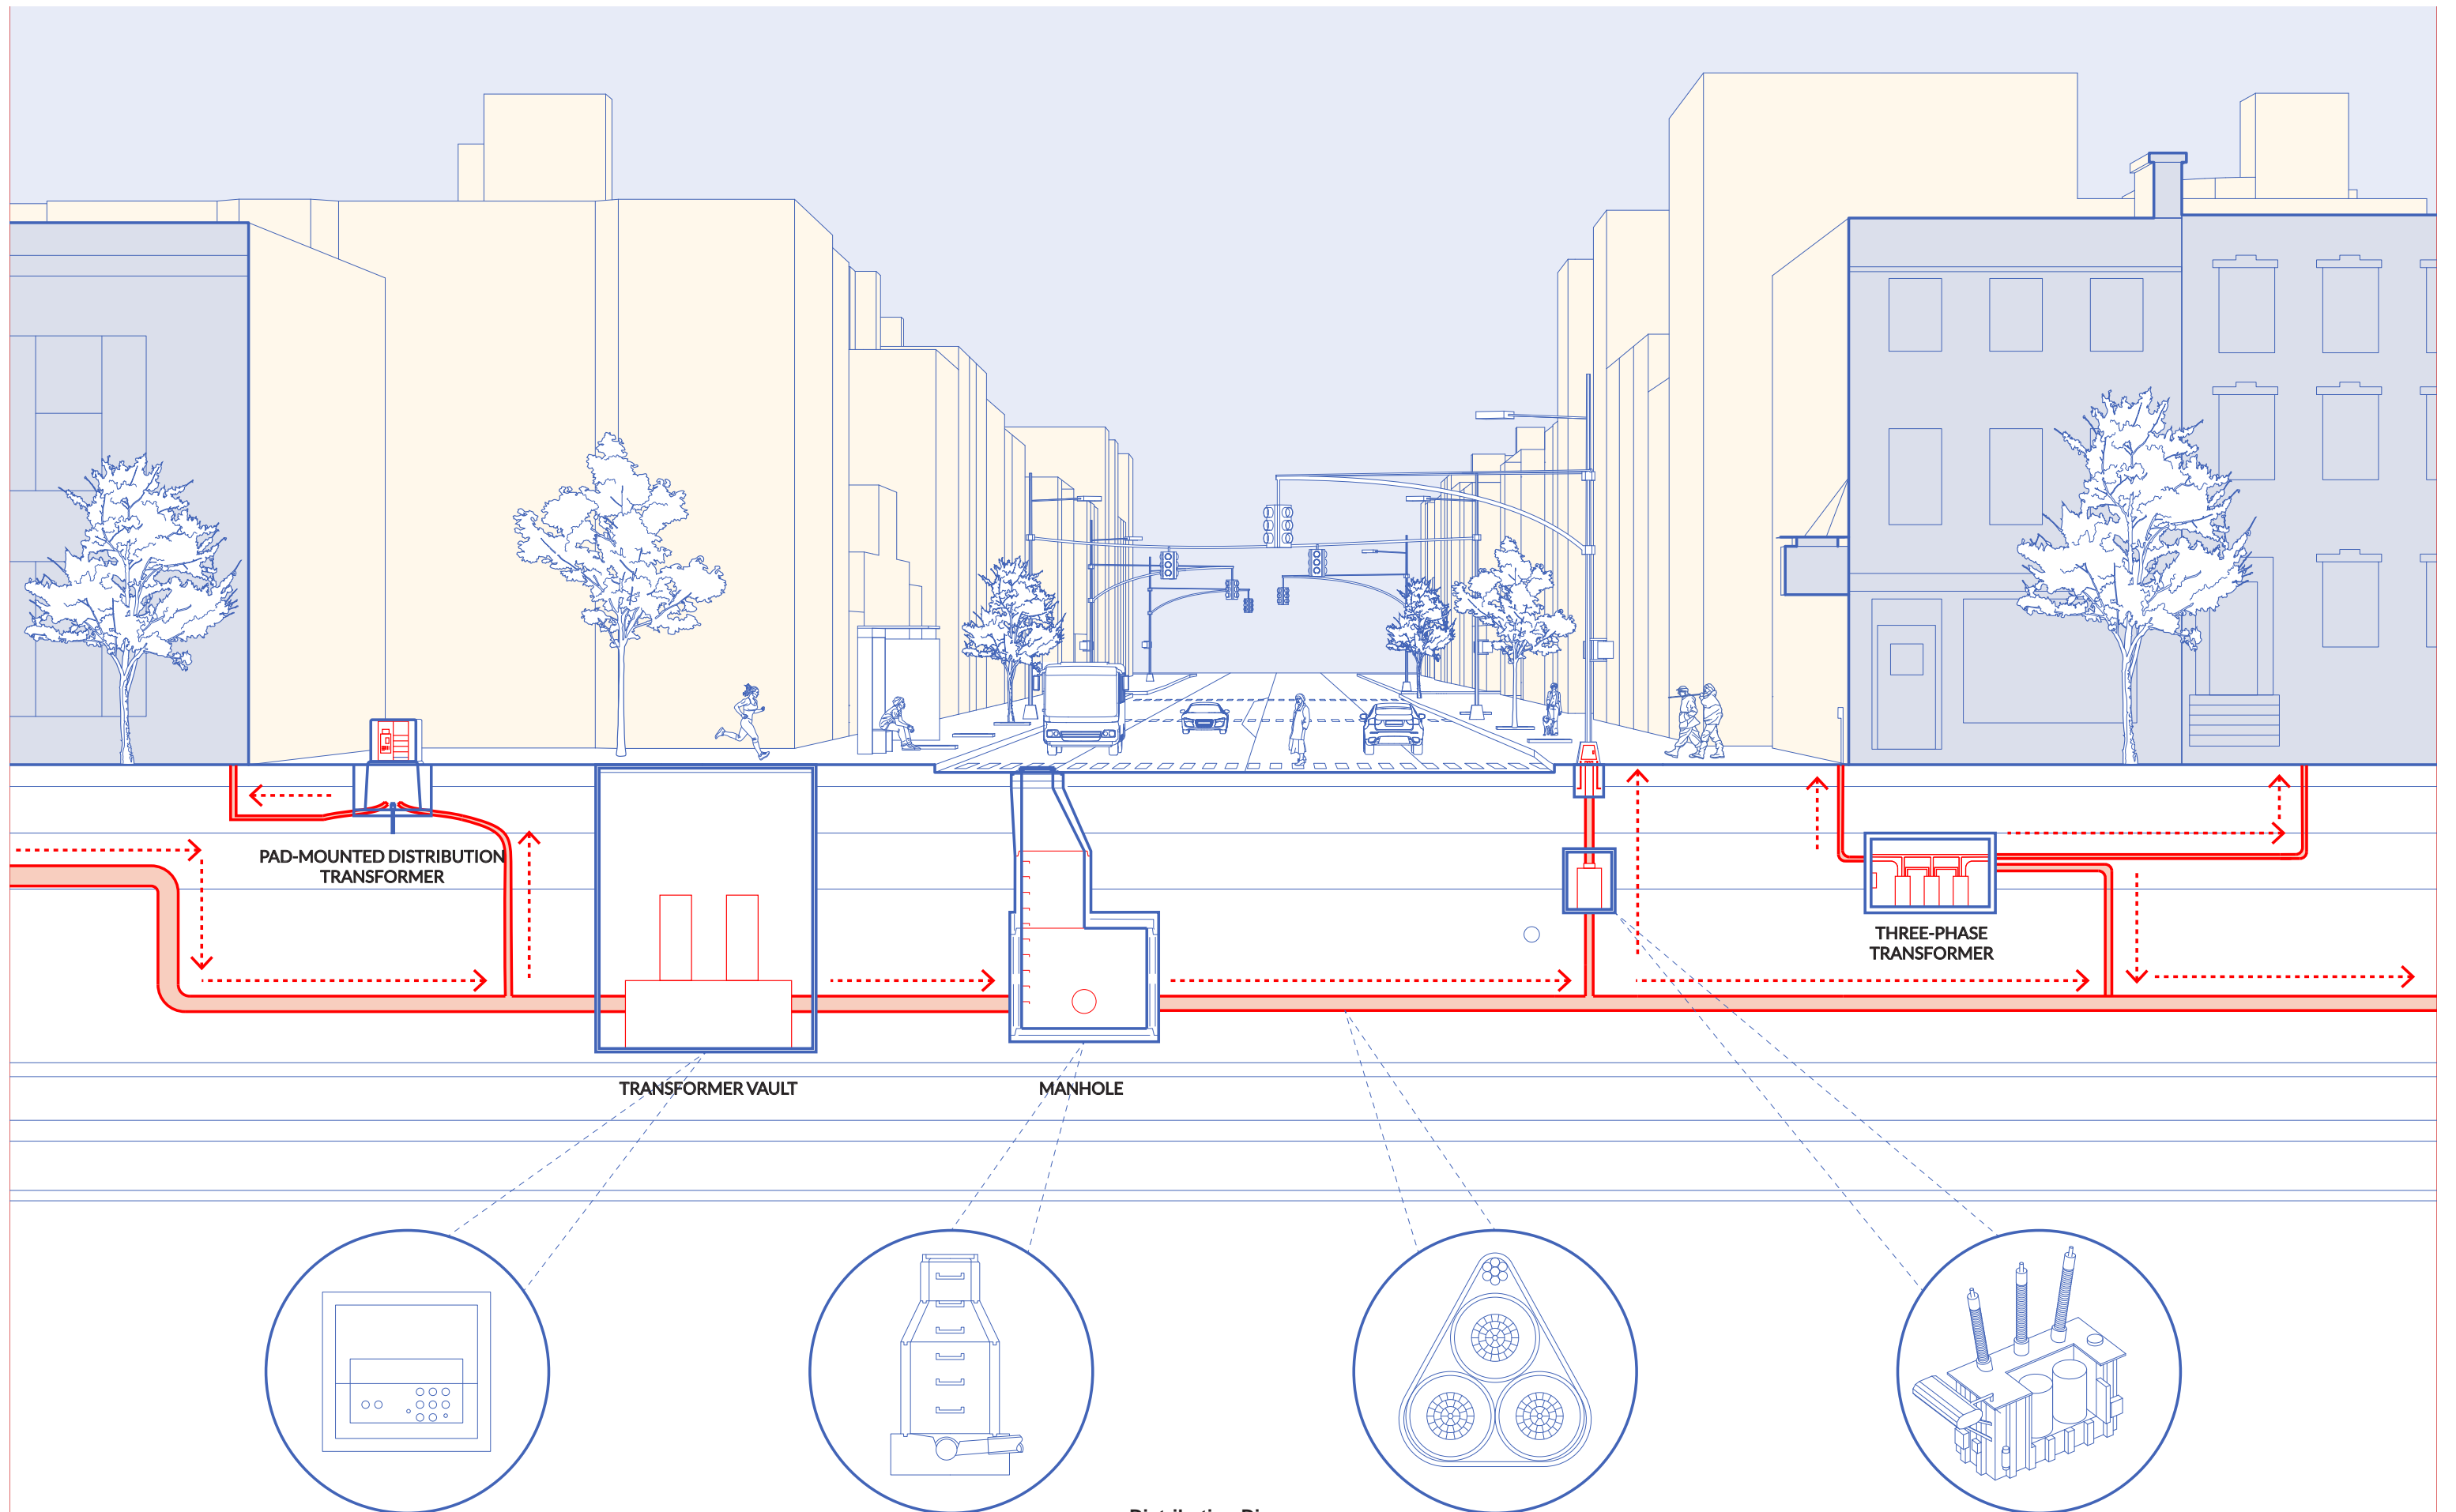 PAD-MOUNTED DISTRIBUTION
TRANSFORMER
THREE-PHASE
TRANSFORMER
TRANSFORMER VAULT
MANHOLE